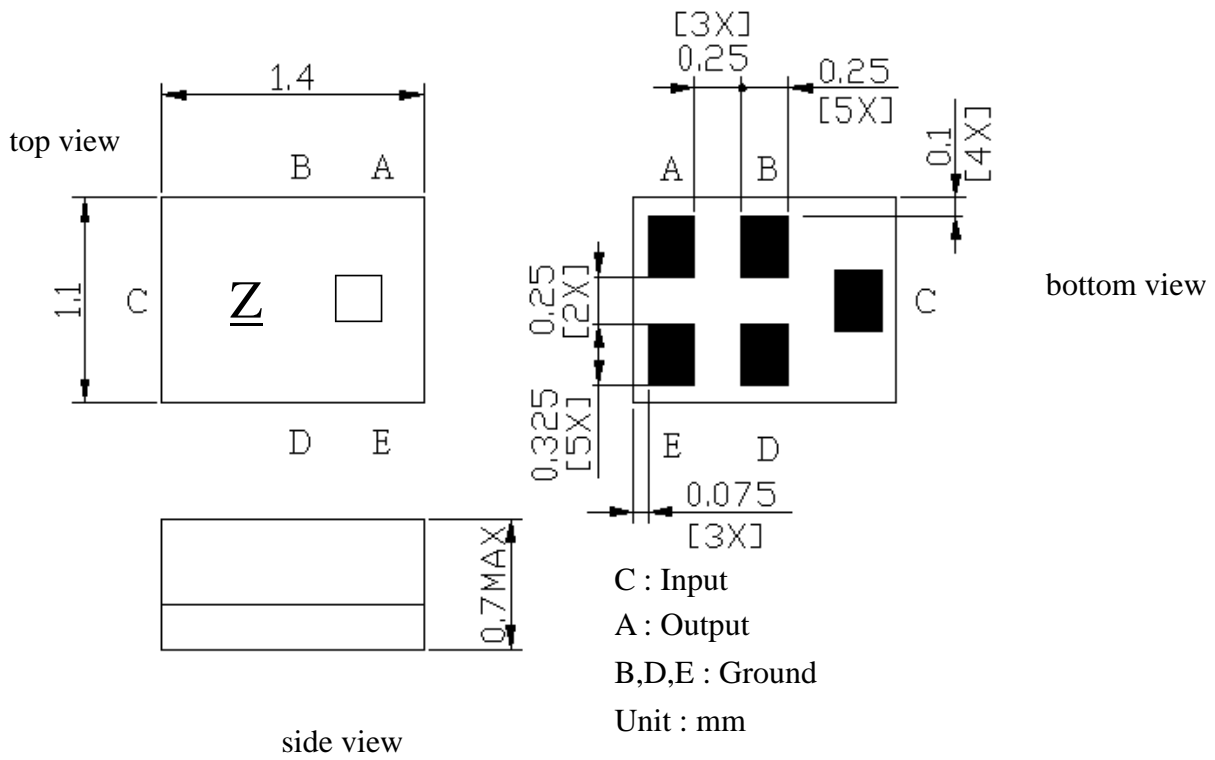 [3X]
0.25
0.25
[5X]
1.4
0.1
[4X]
top view
B A
A B
1.1
C
Z
0.25
[2X]
C
bottom view
0.325
[5X]
D E
E D
0.075
[3X]
0.7MAX
C : Input
A : Output
B,D,E : Ground
Unit : mm
side view